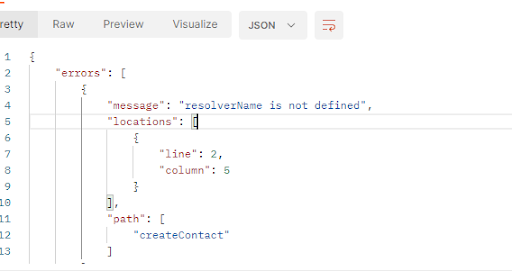 retty Raw Preview Visualize JSON
1 {
2 "errors": [
3 {
4 "message": "resolverName is not defined",
5 "locations": [
6 {
7 "line": 2,
8 "column": 5
9 }
10 ],
11 "path": [
12 "createContact"
13 ]